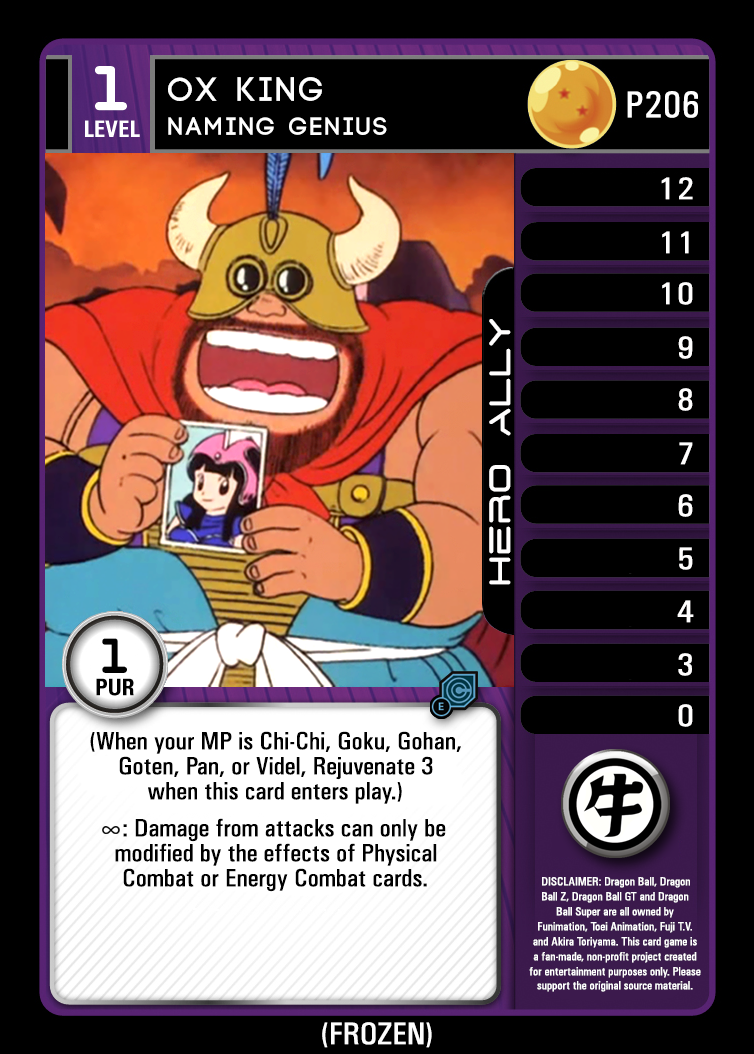 1
LEVEL
OX KING
NAMING GENIUS
P206
12
11
10
9
8
7
6
5
4
3
0
HERO ALLY
1
PUR
E
(When your MP is Chi-Chi, Goku, Gohan,
Goten, Pan, or Videl, Rejuvenate 3
when this card enters play.)
∞: Damage from attacks can only be
modified by the effects of Physical
Combat or Energy Combat cards.
牛
DISCLAIMER: Dragon Ball, Dragon
Ball Z, Dragon Ball GT and Dragon
Ball Super are all owned by
Funimation, Toei Animation, Fuji T.V.
and Akira Toriyama. This card game is
a fan-made, non-profit project created
for entertainment purposes only. Please
support the original source material.
(FROZEN)